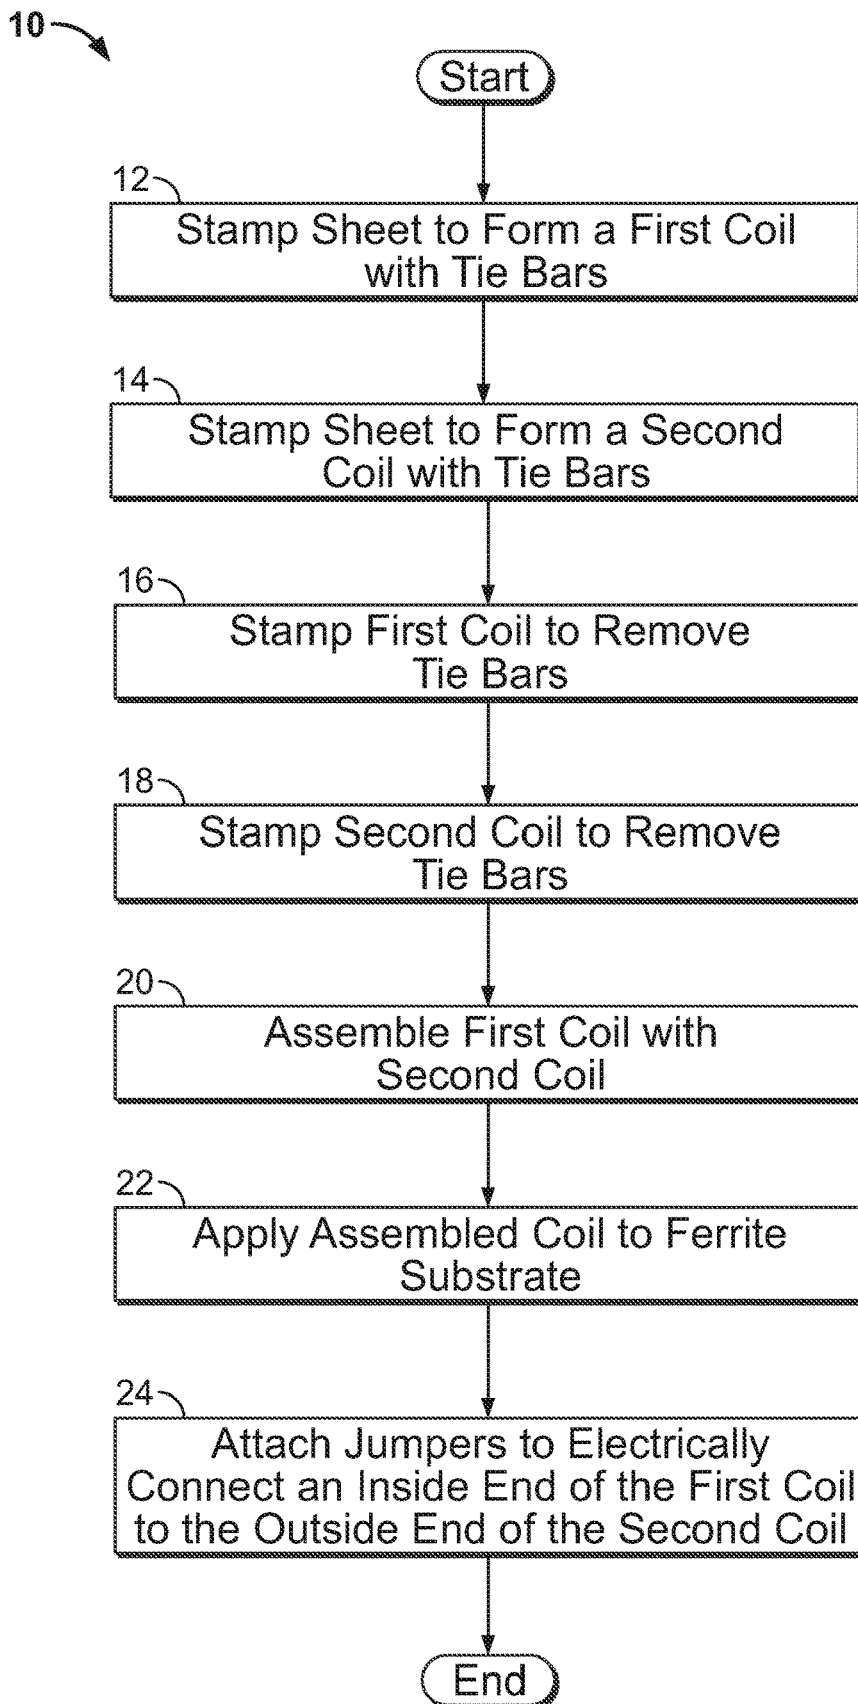 10
Start
12
Stamp Sheet to Form a First Coil
with Tie Bars
14
Stamp Sheet to Form a Second
Coil with Tie Bars
16
Stamp First Coil to Remove
Tie Bars
18
Stamp Second Coil to Remove
Tie Bars
20
Assemble First Coil with
Second Coil
22
Apply Assembled Coil to Ferrite
Substrate
24
Attach Jumpers to Electrically
Connect an Inside End of the First Coil
to the Outside End of the Second Coil
End